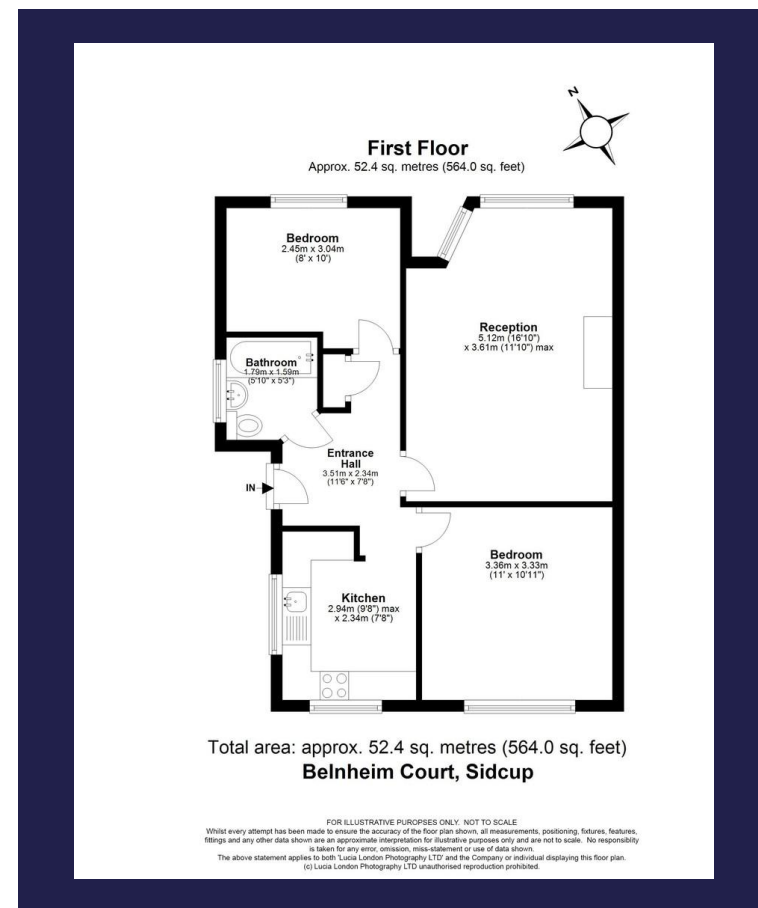 N
First Floor
Approx. 52.4 sq. metres (564.0 sq. feet)
Bedroom
2.45m x 3.04m
(8' x 10')
Reception
5.12m (16'10")
x 3.61m (11'10") max
Bathroom
1.79m x 1.59m
(5'10" x 5'3")
Entrance
Hall
3.51m x 2.34m
(11'6" x 7'8")
IN
Bedroom
3.36m x 3.33m
(11' x 10'11")
Kitchen
2.94m (9'8") max
x 2.34m (7'8")
Total area: approx. 52.4 sq. metres (564.0 sq. feet)
Belnheim Court, Sidcup
FOR ILLUSTRATIVE PUROPSES ONLY. NOT TO SCALE
Whilst every attempt has been made to ensure the accuracy of the floor plan shown, all measurements, positioning, fixtures, features,
fittings and any other data shown are an approximate interpretation for illustrative purposes only and are not to scale. No responsiblity
is taken for any error, omission, miss-statement or use of data shown.
The above statement applies to both 'Lucia London Photography LTD' and the Company or individual displaying this floor plan.
(c) Lucia London Photography LTD unauthorised reproduction prohibited.